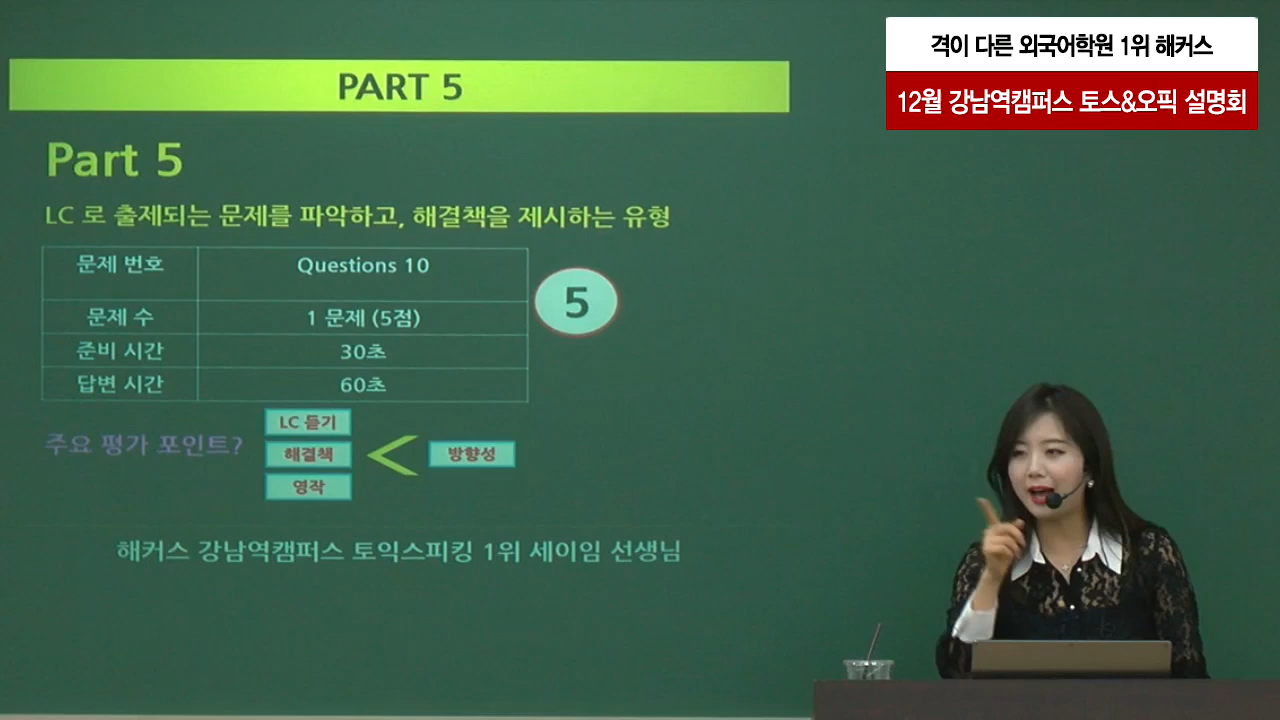 격이 다른 외국어학원 1위 해커스
12월 강남역캠퍼스 토스&오픽 설명회
PART 5
Part 5
LC 로 출제되는 문제를 파악하고, 해결책을 제시하는 유형
문제 번호 Questions 10
5
문제 수 1 문제 (5점)
준비 시간 30초
답변 시간 60초
LC 듣기
주요 평가 포인트? 해결책 < 방향성
영작
해커스 강남역캠퍼스 토익스피킹 1위 세이임 선생님